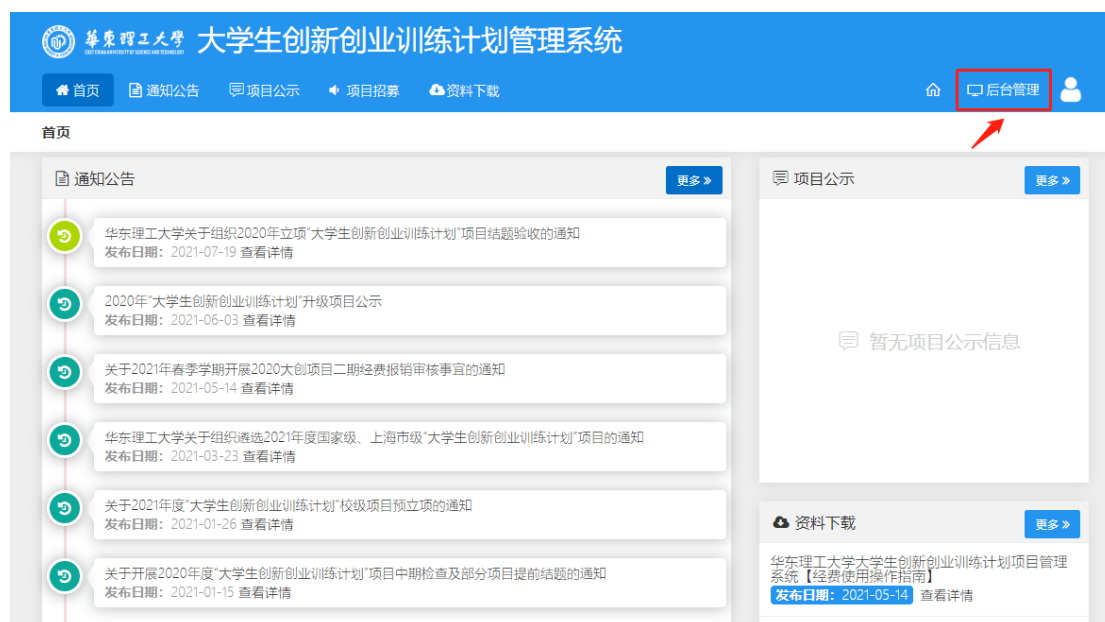 華東理工大學 大学生创新创业训练计划管理系统
首页 通知公告 项目公示 项目招募 资料下载 后台管理
首页
通知公告 更多
华东理工大学关于组织2020年立项“大学生创新创业训练计划”项目结题验收的通知
发布日期：2021-07-19 查看详情
2020年“大学生创新创业训练计划”升级项目公示
发布日期：2021-06-03 查看详情
关于2021年春季学期开展2020大创项目二期经费报销审核事宜的通知
发布日期：2021-05-14 查看详情
华东理工大学关于组织遴选2021年度国家级、上海市级“大学生创新创业训练计划”项目的通知
发布日期：2021-03-23 查看详情
关于2021年度“大学生创新创业训练计划”校级项目预立项的通知
发布日期：2021-01-26 查看详情
关于开展2020年度“大学生创新创业训练计划”项目中期检查及部分项目提前结题的通知
发布日期：2021-01-15 查看详情
项目公示 更多
暂无项目公示信息
资料下载 更多
华东理工大学大学生创新创业训练计划项目管理
系统【经费使用操作指南】
发布日期：2021-05-14 查看详情